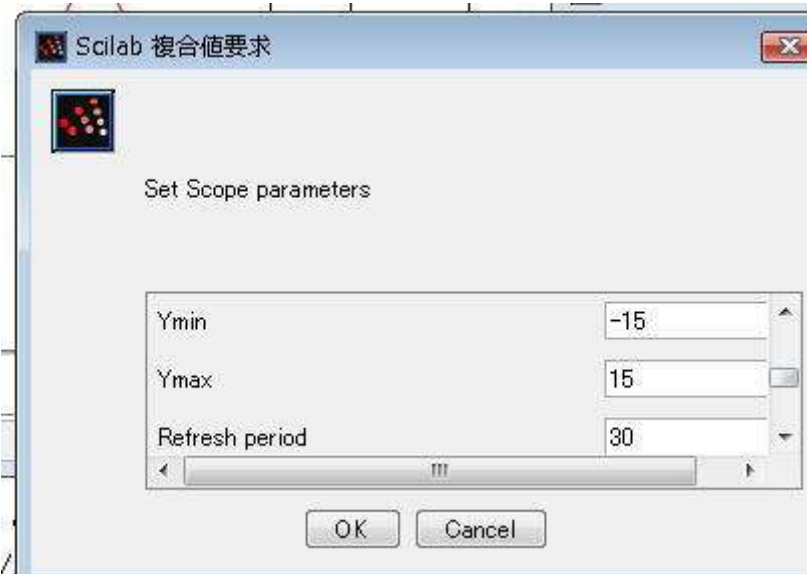 Scilab 複合値要求
Set Scope parameters
Ymin -15
Ymax 15
Refresh period 30
OK Cancel